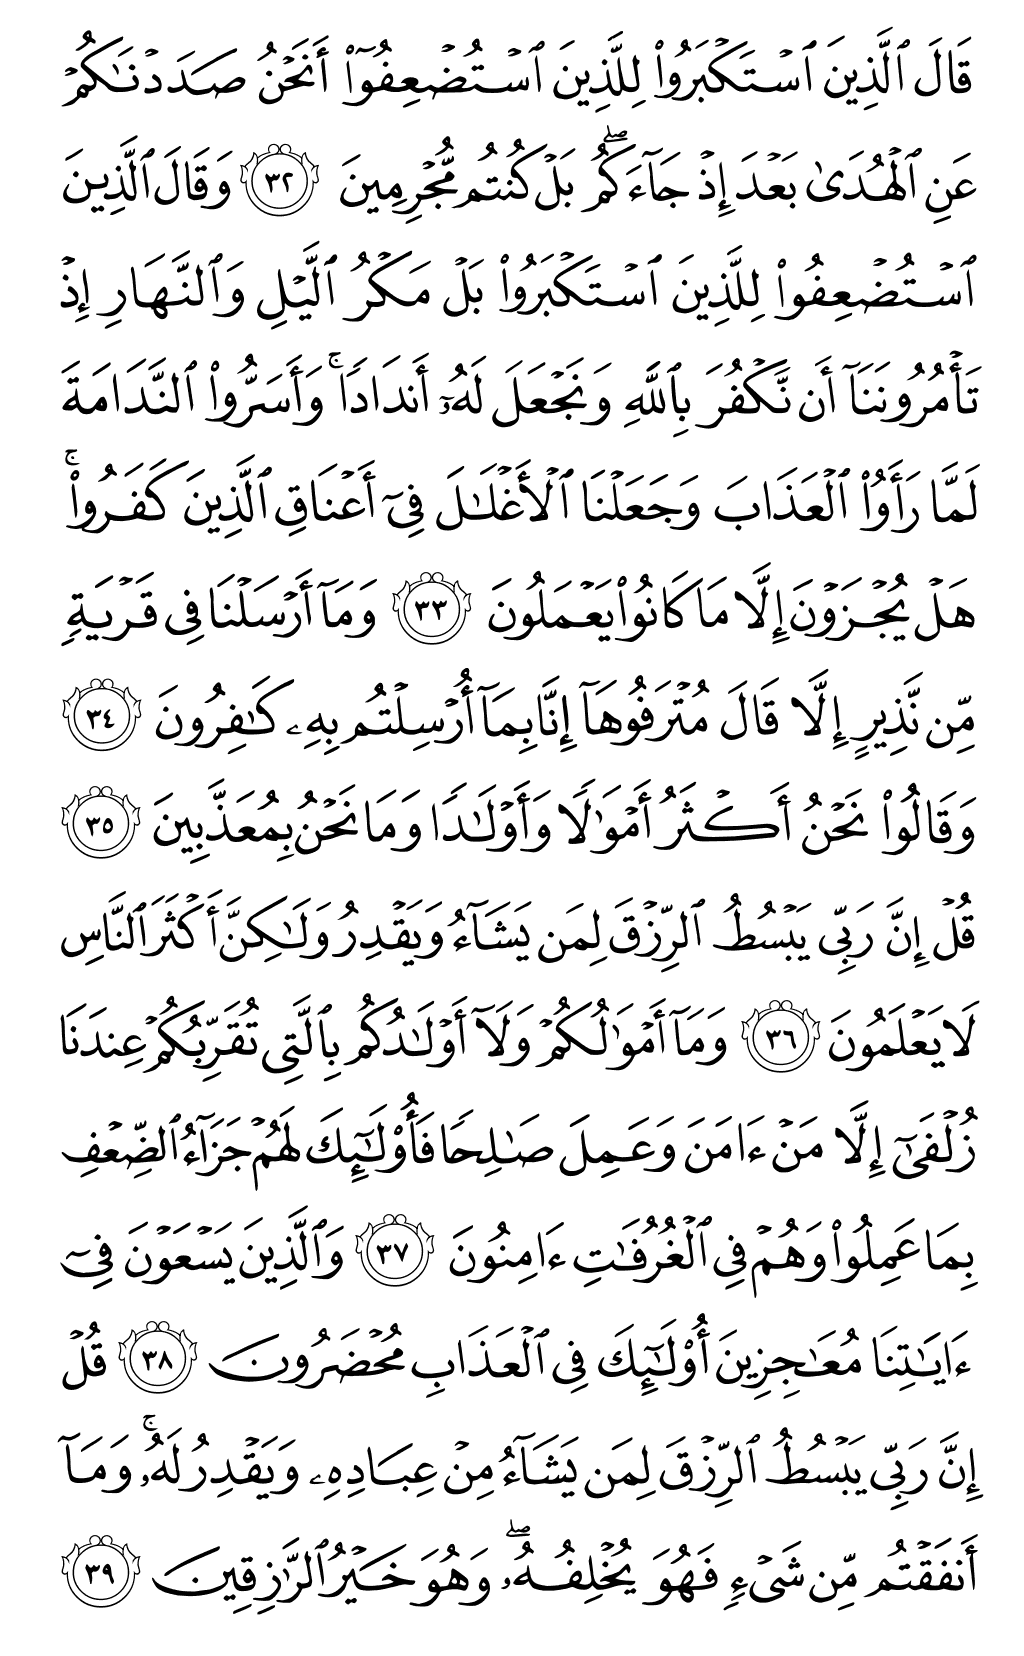 قَالَ ٱلَّذِينَ ٱسۡتَكۡبَرُواْ لِلَّذِينَ ٱسۡتُضۡعِفُوٓاْ أَنَحۡنُ صَدَدۡنَٰكُمۡ
عَنِ ٱلۡهُدَىٰ بَعۡدَ إِذۡ جَآءَكُمۖ بَلۡ كُنتُم مُّجۡرِمِينَ ٣٢ وَقَالَ ٱلَّذِينَ
ٱسۡتُضۡعِفُواْ لِلَّذِينَ ٱسۡتَكۡبَرُواْ بَلۡ مَكۡرُ ٱلَّيۡلِ وَٱلنَّهَارِ إِذۡ
تَأۡمُرُونَنَآ أَن نَّكۡفُرَ بِٱللَّهِ وَنَجۡعَلَ لَهُۥٓ أَندَادٗاۚ وَأَسَرُّواْ ٱلنَّدَامَةَ
لَمَّا رَأَوُاْ ٱلۡعَذَابَ وَجَعَلۡنَا ٱلۡأَغۡلَٰلَ فِيٓ أَعۡنَاقِ ٱلَّذِينَ كَفَرُواْۚ
هَلۡ يُجۡزَوۡنَ إِلَّا مَا كَانُواْ يَعۡمَلُونَ ٣٣ وَمَآ أَرۡسَلۡنَا فِي قَرۡيَةٖ
مِّن نَّذِيرٍ إِلَّا قَالَ مُتۡرَفُوهَآ إِنَّا بِمَآ أُرۡسِلۡتُم بِهِۦ كَٰفِرُونَ ٣٤
وَقَالُواْ نَحۡنُ أَكۡثَرُ أَمۡوَٰلٗا وَأَوۡلَٰدٗا وَمَا نَحۡنُ بِمُعَذَّبِينَ ٣٥
قُلۡ إِنَّ رَبِّي يَبۡسُطُ ٱلرِّزۡقَ لِمَن يَشَآءُ وَيَقۡدِرُ وَلَٰكِنَّ أَكۡثَرَ ٱلنَّاسِ
لَا يَعۡلَمُونَ ٣٦ وَمَآ أَمۡوَٰلُكُمۡ وَلَآ أَوۡلَٰدُكُم بِٱلَّتِي تُقَرِّبُكُمۡ عِندَنَا
زُلۡفَىٰٓ إِلَّا مَنۡ ءَامَنَ وَعَمِلَ صَٰلِحٗا فَأُوْلَٰٓئِكَ لَهُمۡ جَزَآءُ ٱلضِّعۡفِ
بِمَا عَمِلُواْ وَهُمۡ فِي ٱلۡغُرُفَٰتِ ءَامِنُونَ ٣٧ وَٱلَّذِينَ يَسۡعَوۡنَ فِيٓ
ءَايَٰتِنَا مُعَٰجِزِينَ أُوْلَٰٓئِكَ فِي ٱلۡعَذَابِ مُحۡضَرُونَ ٣٨ قُلۡ
إِنَّ رَبِّي يَبۡسُطُ ٱلرِّزۡقَ لِمَن يَشَآءُ مِنۡ عِبَادِهِۦ وَيَقۡدِرُ لَهُۥۚ وَمَآ
أَنفَقۡتُم مِّن شَيۡءٖ فَهُوَ يُخۡلِفُهُۥۖ وَهُوَ خَيۡرُ ٱلرَّٰزِقِينَ ٣٩